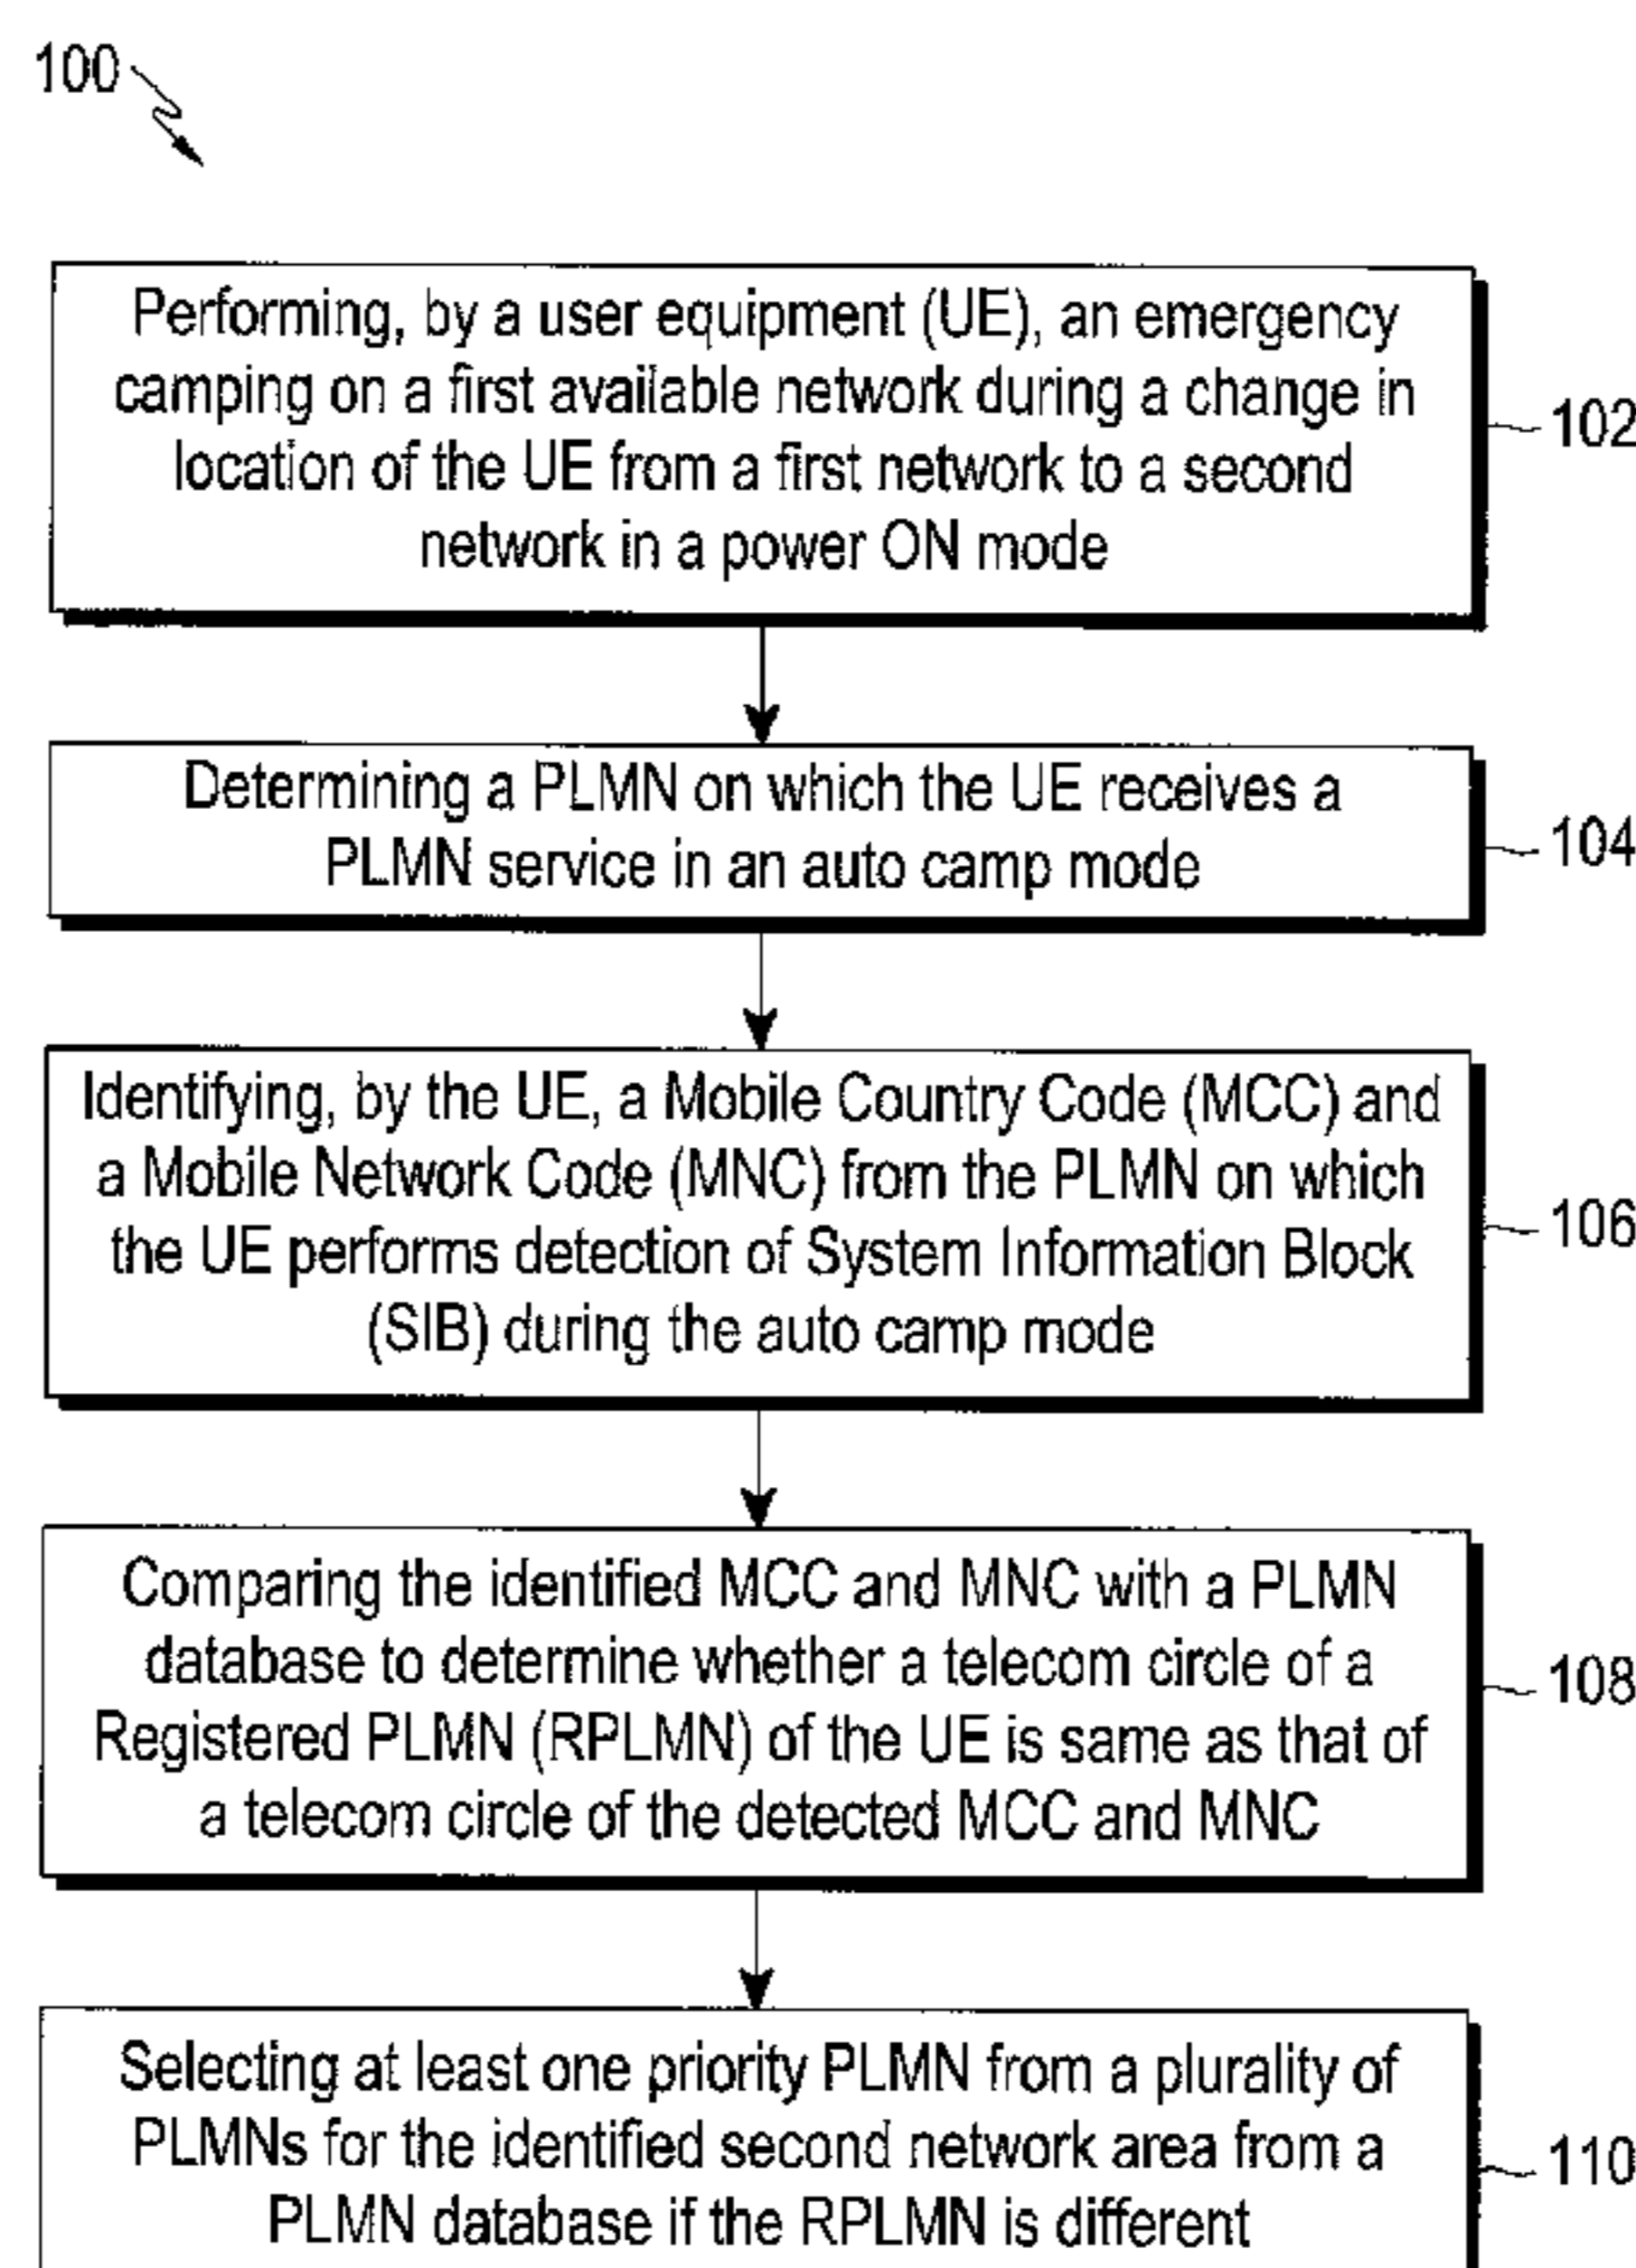 100
Performing, by a user equipment (UE), an emergency
camping on a first available network during a change in
location of the UE from a first network to a second
network in a power ON mode
102
Determining a PLMN on which the UE receives a
PLMN service in an auto camp mode
104
Identifying, by the UE, a Mobile Country Code (MCC) and
a Mobile Network Code (MNC) from the PLMN on which
the UE performs detection of System Information Block
(SIB) during the auto camp mode
106
Comparing the identified MCC and MNC with a PLMN
database to determine whether a telecom circle of a
Registered PLMN (RPLMN) of the UE is same as that of
a telecom circle of the detected MCC and MNC
108
Selecting at least one priority PLMN from a plurality of
PLMNs for the identified second network area from a
PLMN database if the RPLMN is different
110